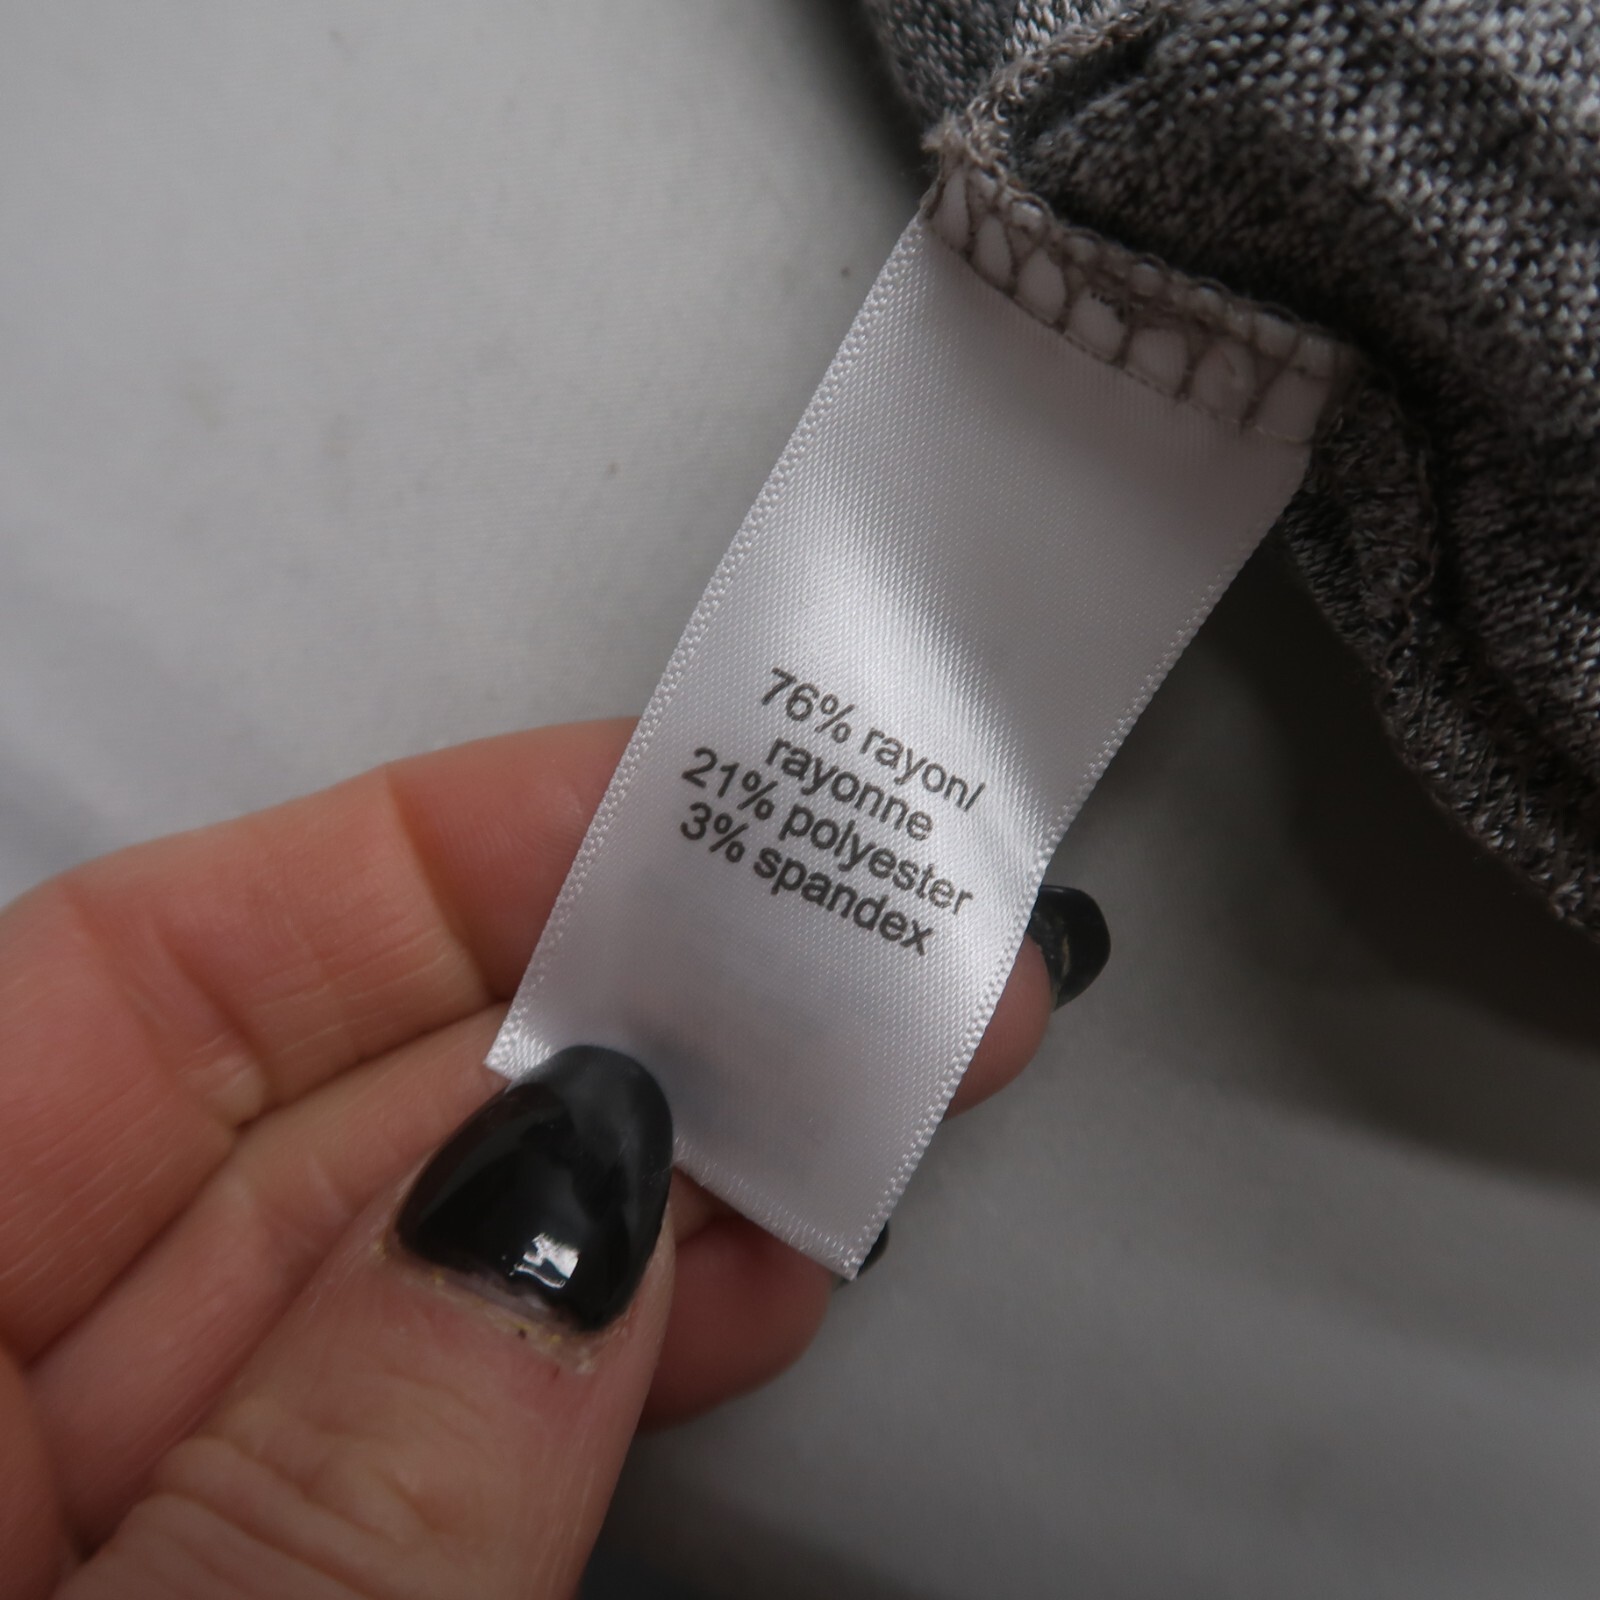 76% rayon/
rayonne
21% polyester
3% spandex